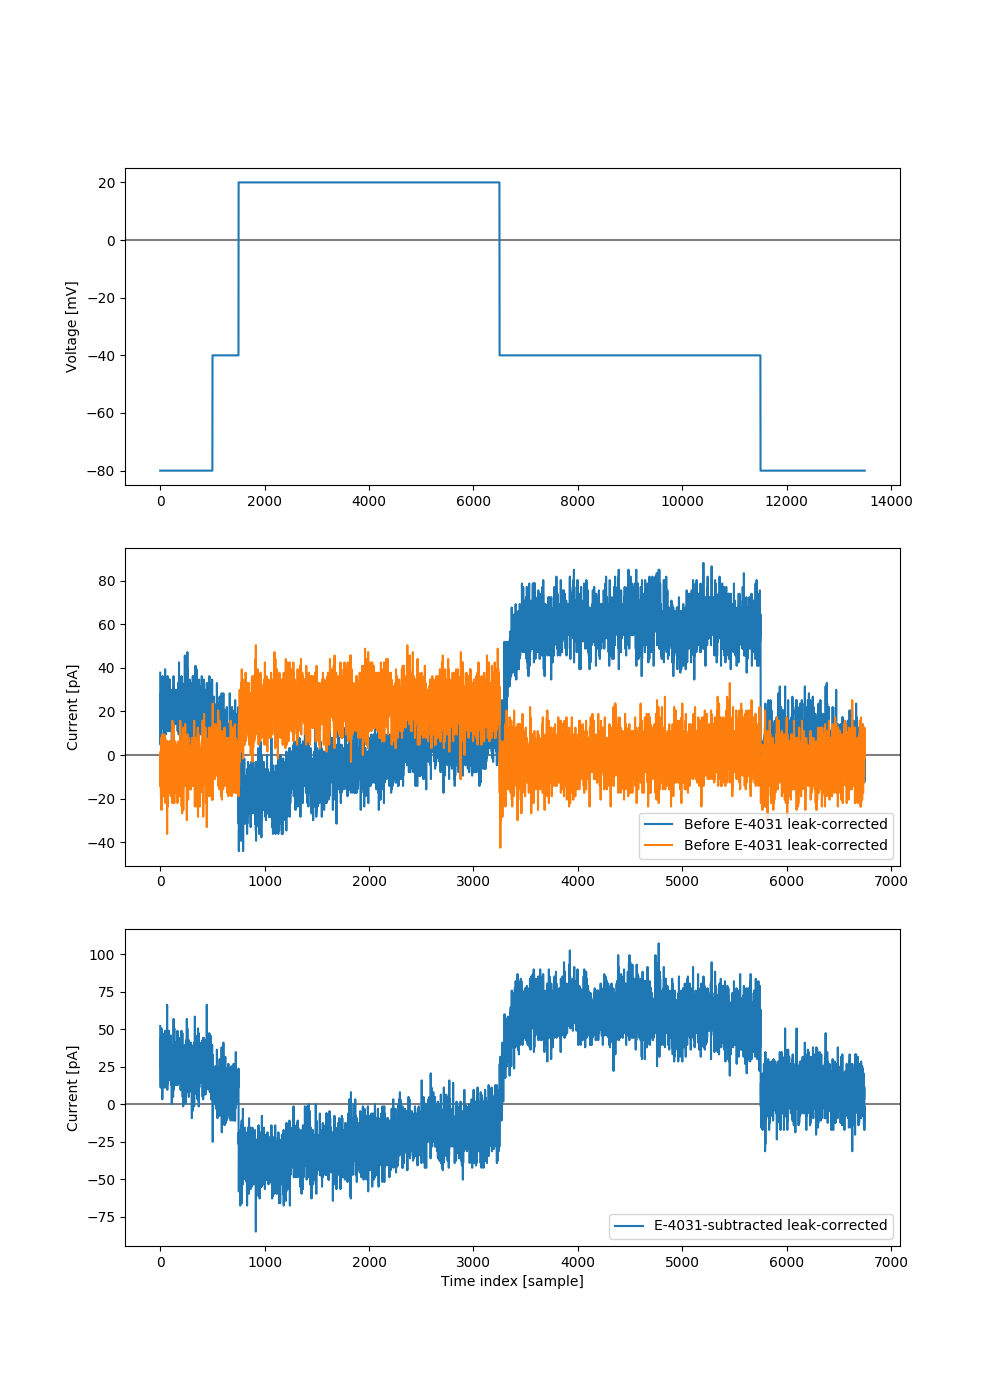 20
0
−20
−40
−60
−80
Voltage [mV]
0 2000 4000 6000 8000 10000 12000 14000
80
60
40
20
0
−20
−40
Current [pA]
Before E-4031 leak-corrected
Before E-4031 leak-corrected
0 1000 2000 3000 4000 5000 6000 7000
100
75
50
25
0
−25
−50
−75
Current [pA]
E-4031-subtracted leak-corrected
0 1000 2000 3000 4000 5000 6000 7000
Time index [sample]